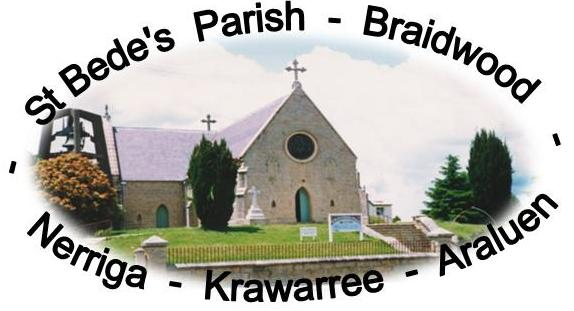 St Bede's Parish - Braidwood -
- Nerriga - Krawarree - Araluen